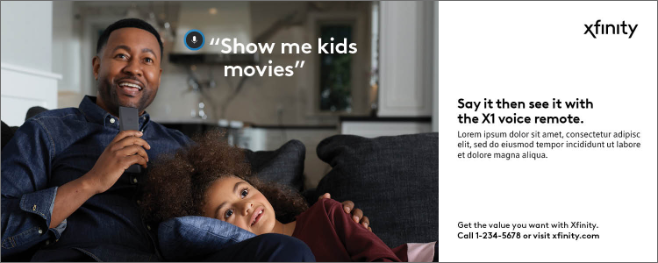 “Show me kids
movies”
xfinity
Say it then see it with
the X1 voice remote.
Lorem ipsum dolor sit amet, consectetur adipisc
elit, sed do eiusmod tempor incididunt ut labore
et dolore magna aliqua.
Get the value you want with Xfinity.
Call 1-234-5678 or visit xfinity.com